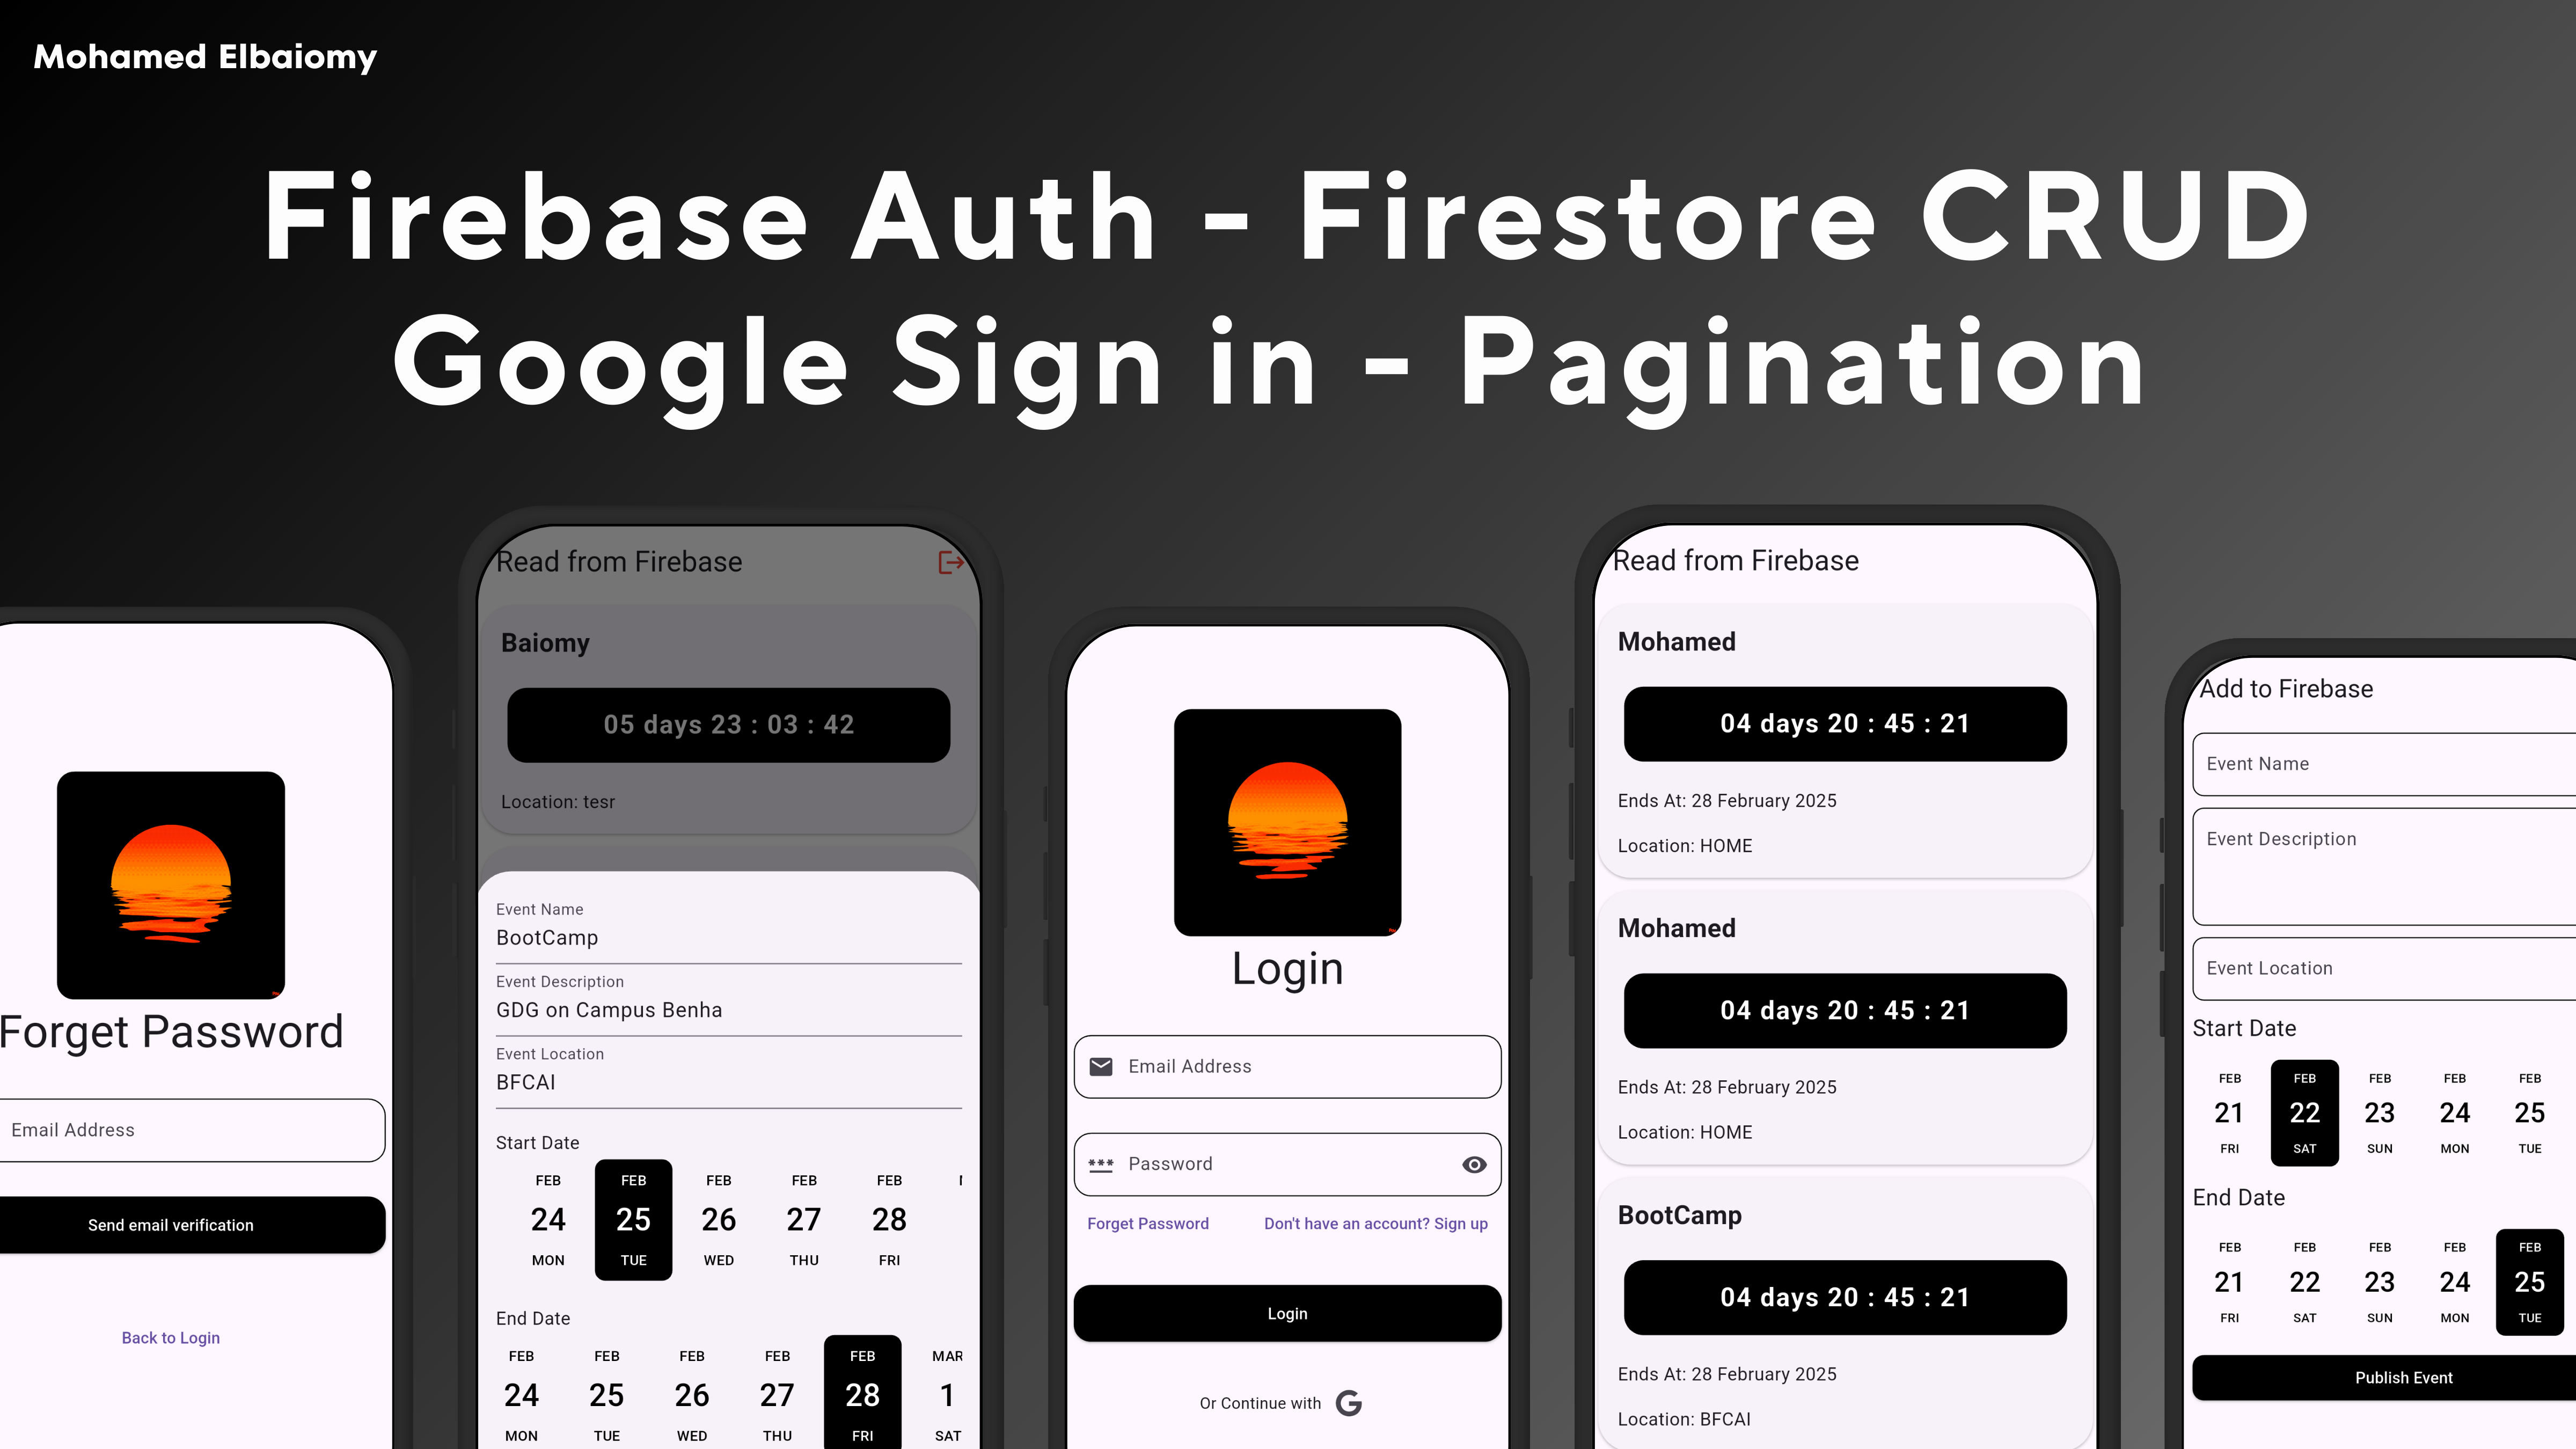 Mohamed Elbaiomy
Firebase Auth - Firestore CRUD
Google Sign in - Pagination
Forget Password
Email Address
Send email verification
Back to Login
Read from Firebase
Baiomy
05 days 23 : 03 : 42
Location: tesr
Event Name
BootCamp
Event Description
GDG on Campus Benha
Event Location
BFCAI
Start Date
FEB FEB FEB FEB FEB
24 25 26 27 28
MON TUE WED THU FRI
End Date
FEB FEB FEB FEB FEB MAR
24 25 26 27 28 1
MON TUE WED THU FRI SAT
Login
Email Address
*** Password
Forget Password Don't have an account? Sign up
Login
Or Continue with G
Read from Firebase
Mohamed
04 days 20 : 45 : 21
Ends At: 28 February 2025
Location: HOME
Mohamed
04 days 20 : 45 : 21
Ends At: 28 February 2025
Location: HOME
BootCamp
04 days 20 : 45 : 21
Ends At: 28 February 2025
Location: BFCAI
Add to Firebase
Event Name
Event Description
Event Location
Start Date
FEB FEB FEB FEB FEB
21 22 23 24 25
FRI SAT SUN MON TUE
End Date
FEB FEB FEB FEB FEB
21 22 23 24 25
FRI SAT SUN MON TUE
Publish Event